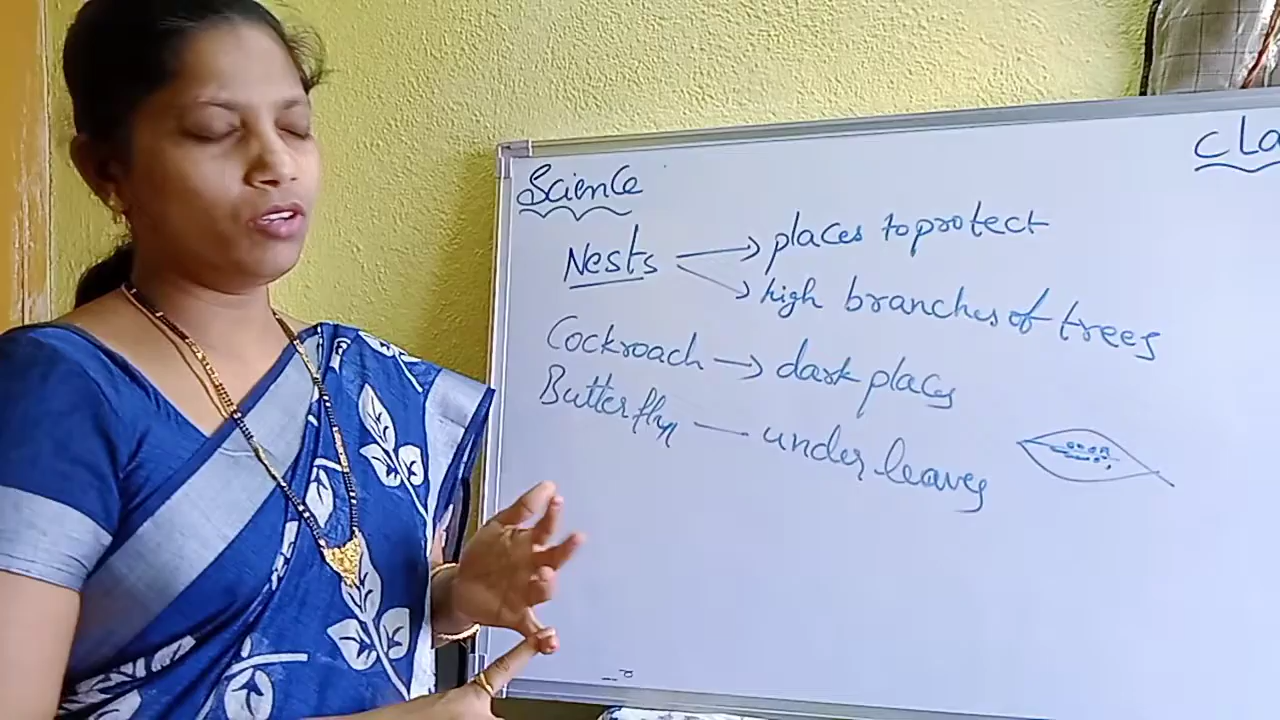 Science
cla
Nests → places to protect
→ high branches of trees
Cockroach → dark places
Butterfly — under leaves